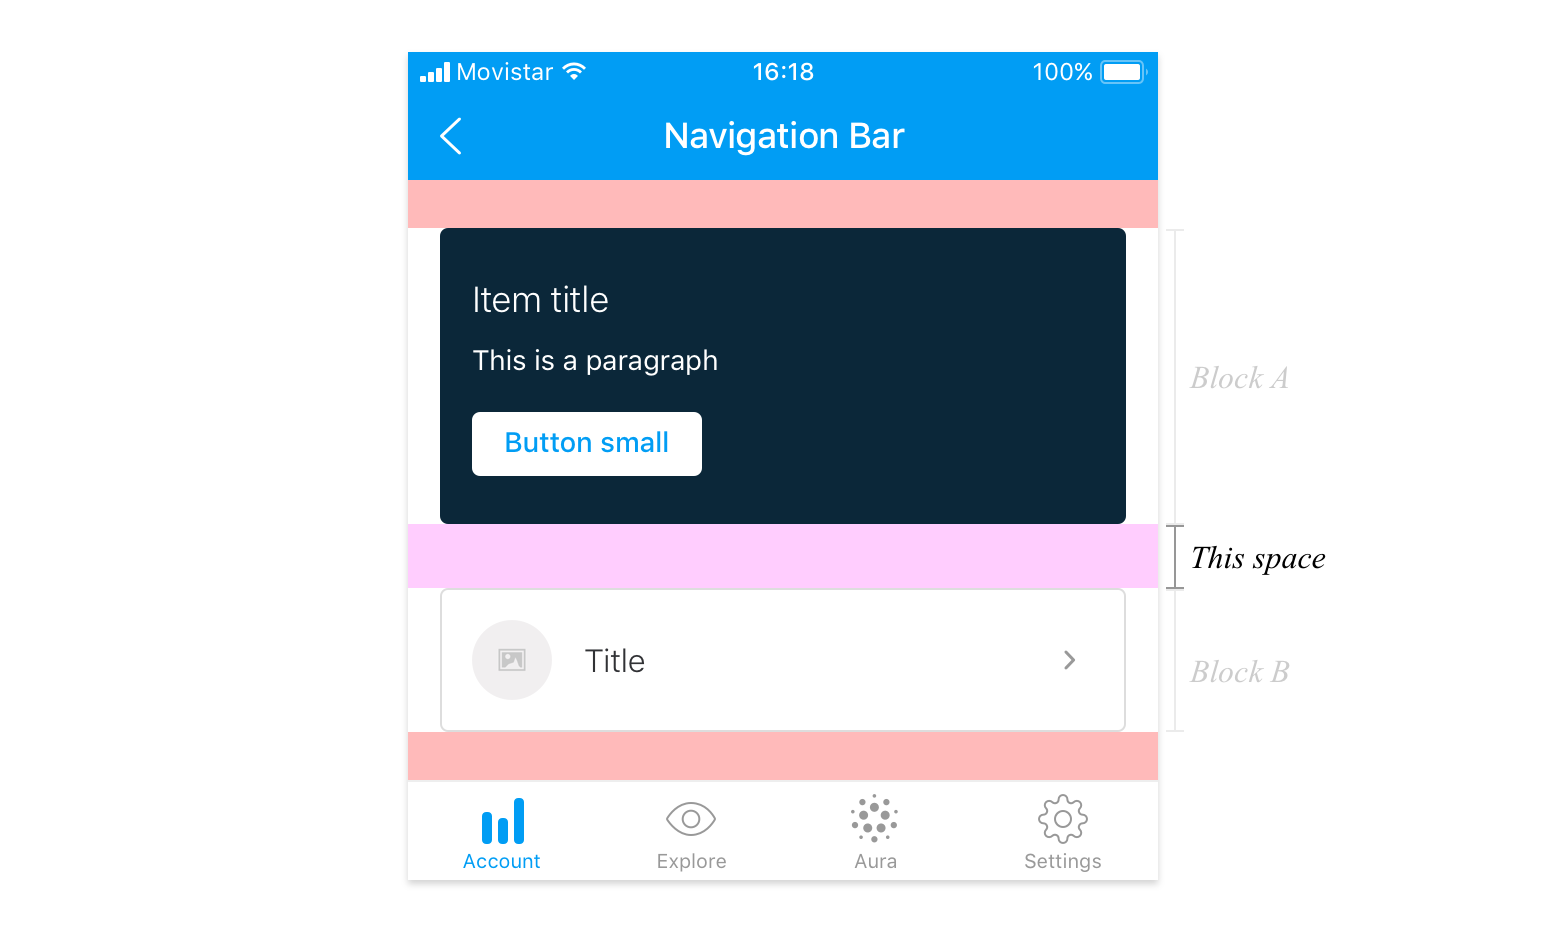 Movistar 16:18 100%
Navigation Bar
Item title
This is a paragraph
Button small
Block A
This space
Title
Block B
Account Explore Aura Settings